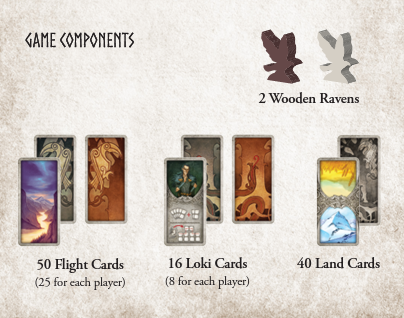 GAME COMPONENTS
2 Wooden Ravens
50 Flight Cards
(25 for each player)
16 Loki Cards
(8 for each player)
40 Land Cards